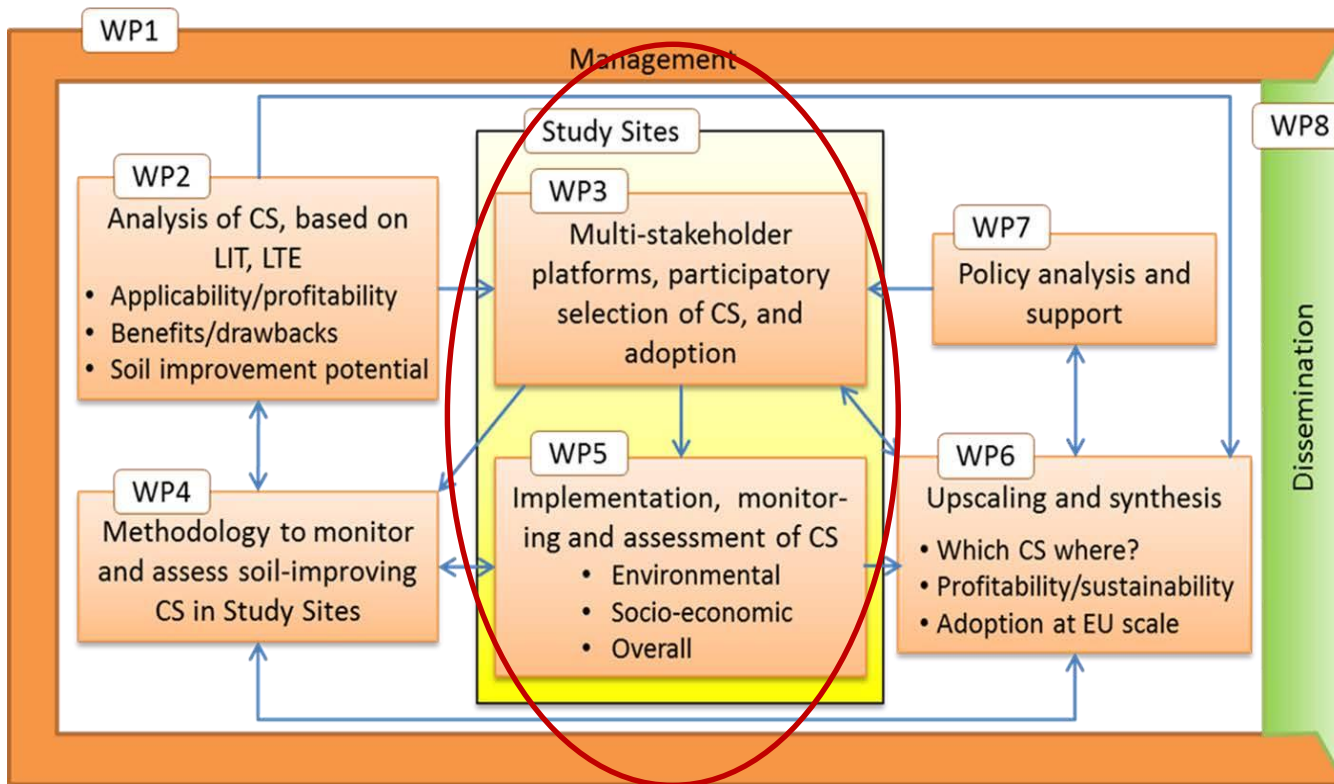 WP1
Management
WP8
Study Sites
WP2
Analysis of CS, based on
LIT, LTE
• Applicability/profitability
• Benefits/drawbacks
• Soil improvement potential
WP3
Multi-stakeholder
platforms, participatory
selection of CS, and
adoption
WP7
Policy analysis and
support
WP4
Methodology to monitor
and assess soil-improving
CS in Study Sites
WP5
Implementation, monitor-
ing and assessment of CS
• Environmental
• Socio-economic
• Overall
WP6
Upscaling and synthesis
• Which CS where?
• Profitability/sustainability
• Adoption at EU scale
Dissemination